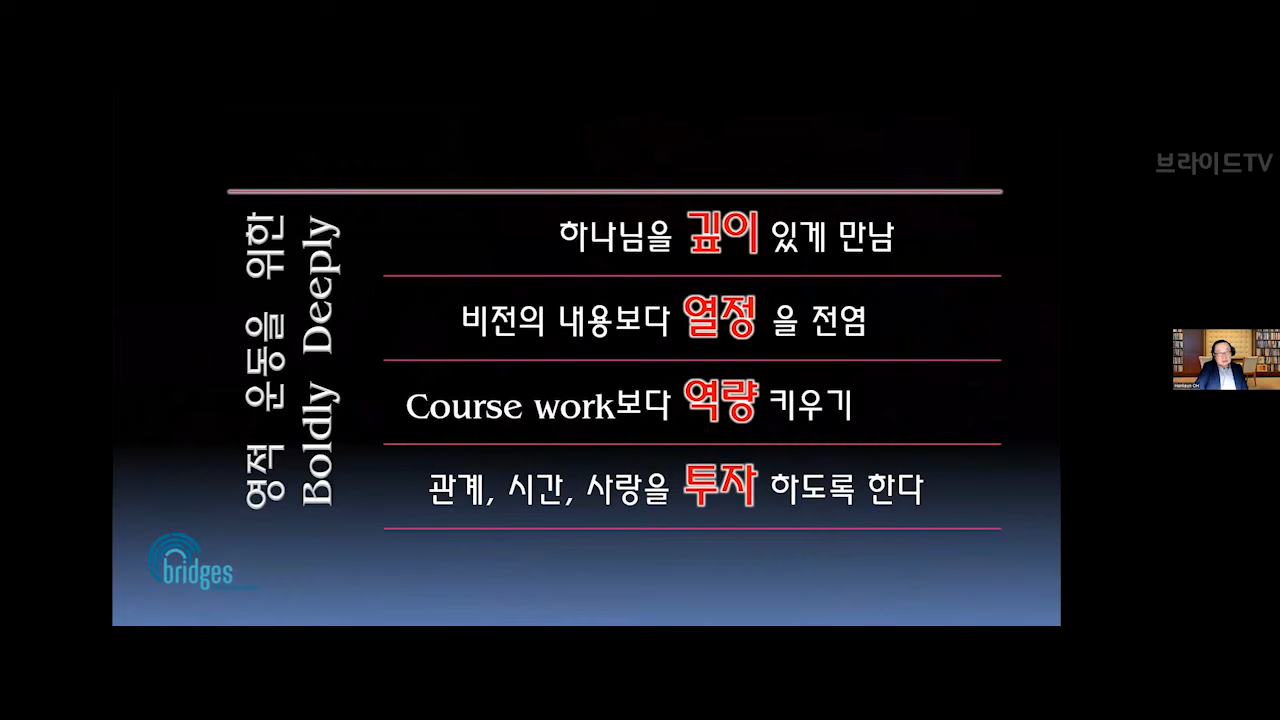 브라이드TV
영적 운동을 위한
Boldly Deeply
하나님을 깊이 있게 만남
비전의 내용보다 열정 을 전염
Course work보다 역량 키우기
관계, 시간, 사랑을 투자 하도록 한다
bridges